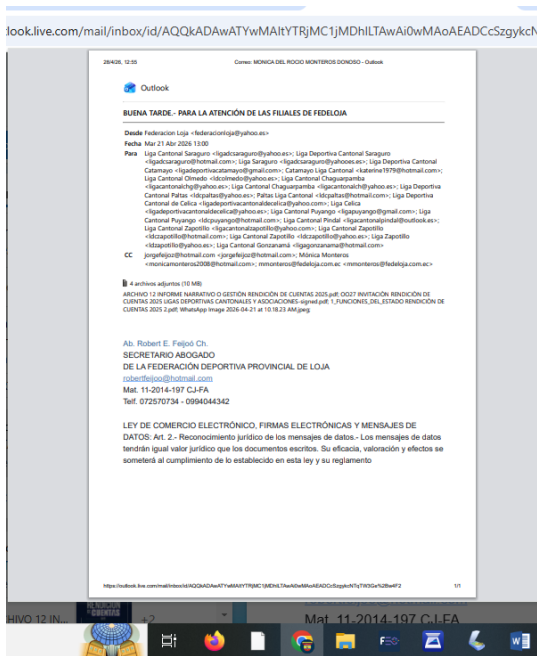 look.live.com/mail/inbox/id/AQQkADAwATYwMAItYTRjMC1jMDhlLTAwAi0wMAoAEADCcSzgykcN
28/4/26, 12:55 Correo: MONICA DEL ROCIO MONTEROS DONOSO - Outlook
Outlook
BUENA TARDE.- PARA LA ATENCIÓN DE LAS FILIALES DE FEDELOJA
Desde Federacion Loja <federacionloja@yahoo.es>
Fecha Mar 21 Abr 2026 13:00
Para Liga Cantonal Saraguro <ligadcsaraguro@yahoo.es>; Liga Deportiva Cantonal Saraguro
<ligadcsaraguro@hotmail.com>; Liga Saraguro <ligadcsaraguro@yahooes.es>; Liga Deportiva Cantonal
Catamayo <ligadeportivacatamayo@gmail.com>; Catamayo Liga Cantonal <katerine1979@hotmail.com>;
Liga Cantonal Olmedo <ldcolmedo@yahoo.es>; Liga Cantonal Chaguarpamba
<ligacantonalchg@yahoo.es>; Liga Cantonal Chaguarpamba <ligacantonalch@yahoo.es>; Liga Deportiva
Cantonal Paltas <ldcpaltas@yahoo.es>; Paltas Liga Cantonal <ldcpaltas@hotmail.com>; Liga Deportiva
Cantonal de Celica <ligadeportivacantonaldecelica@yahoo.com>; Liga Celica
<ligadeportivacantonaldecelica@yahoo.es>; Liga Cantonal Puyango <ligapuyango@gmail.com>; Liga
Cantonal Puyango <ldcpuyango@hotmail.com>; Liga Cantonal Pindal <ligacantonalpindal@outlook.es>;
Liga Cantonal Zapotillo <ligacantonalzapotillo@yahoo.com>; Liga Cantonal Zapotillo
<ldczapotillo@hotmail.com>; Liga Cantonal Zapotillo <ldczapotillo@yahoo.es>; Liga Zapotillo
<ldzapotillo@yahoo.es>; Liga Cantonal Gonzanamá <ligagonzanama@hotmail.com>
CC jorgefeijoz@hotmail.com <jorgefeijoz@hotmail.com>; Mónica Monteros
<monicamonteros2008@hotmail.com>; mmonteros@fedeloja.com.ec <mmonteros@fedeloja.com.ec>
4 archivos adjuntos (10 MB)
ARCHIVO 12 INFORME NARRATIVO O GESTIÓN RENDICIÓN DE CUENTAS 2025.pdf; OO27 INVITACIÓN RENDICIÓN DE
CUENTAS 2025 LIGAS DEPORTIVAS CANTONALES Y ASOCIACIONES-signed.pdf; 1_FUNCIONES_DEL_ESTADO RENDICIÓN DE
CUENTAS 2025 2.pdf; WhatsApp Image 2026-04-21 at 10.18.23 AM.jpeg;
Ab. Robert E. Feijoó Ch.
SECRETARIO ABOGADO
DE LA FEDERACIÓN DEPORTIVA PROVINCIAL DE LOJA
robertfeijoo@hotmail.com
Mat. 11-2014-197 CJ-FA
Telf. 072570734 - 0994044342
LEY DE COMERCIO ELECTRÓNICO, FIRMAS ELECTRÓNICAS Y MENSAJES DE
DATOS: Art. 2.- Reconocimiento jurídico de los mensajes de datos.- Los mensajes de datos
tendrán igual valor jurídico que los documentos escritos. Su eficacia, valoración y efectos se
someterá al cumplimiento de lo establecido en esta ley y su reglamento
1/1
HIVO 12 IN...
RENDICIÓN
DE CUENTAS
+2
Mat. 11-2014-197 CJ-FA